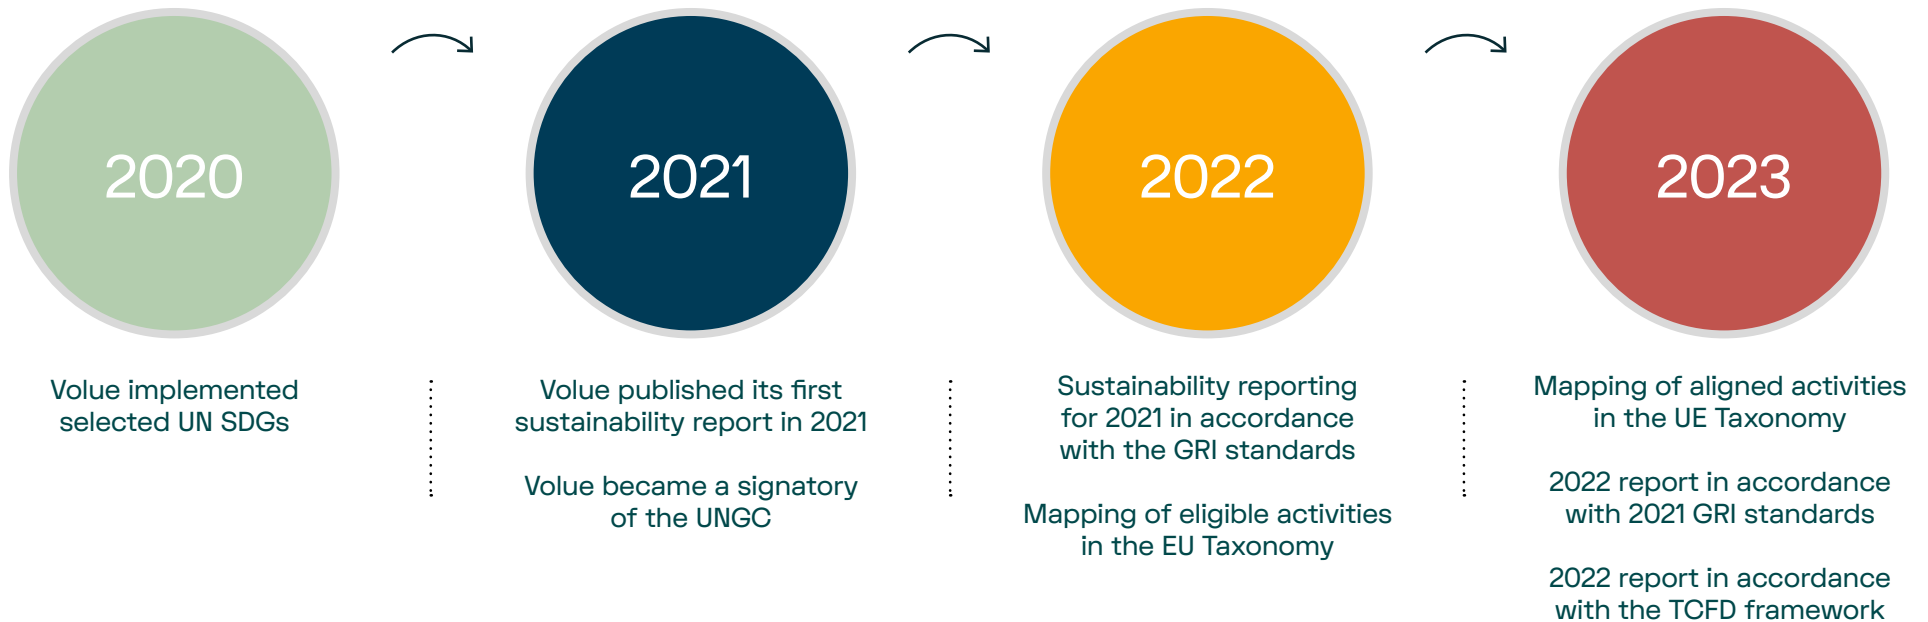 2020
2021
2022
2023
Volue implemented
selected UN SDGs
Volue published its first
sustainability report in 2021
Volue became a signatory
of the UNGC
Sustainability reporting
for 2021 in accordance
with the GRI standards
Mapping of eligible activities
in the EU Taxonomy
Mapping of aligned activities
in the UE Taxonomy
2022 report in accordance
with 2021 GRI standards
2022 report in accordance
with the TCFD framework